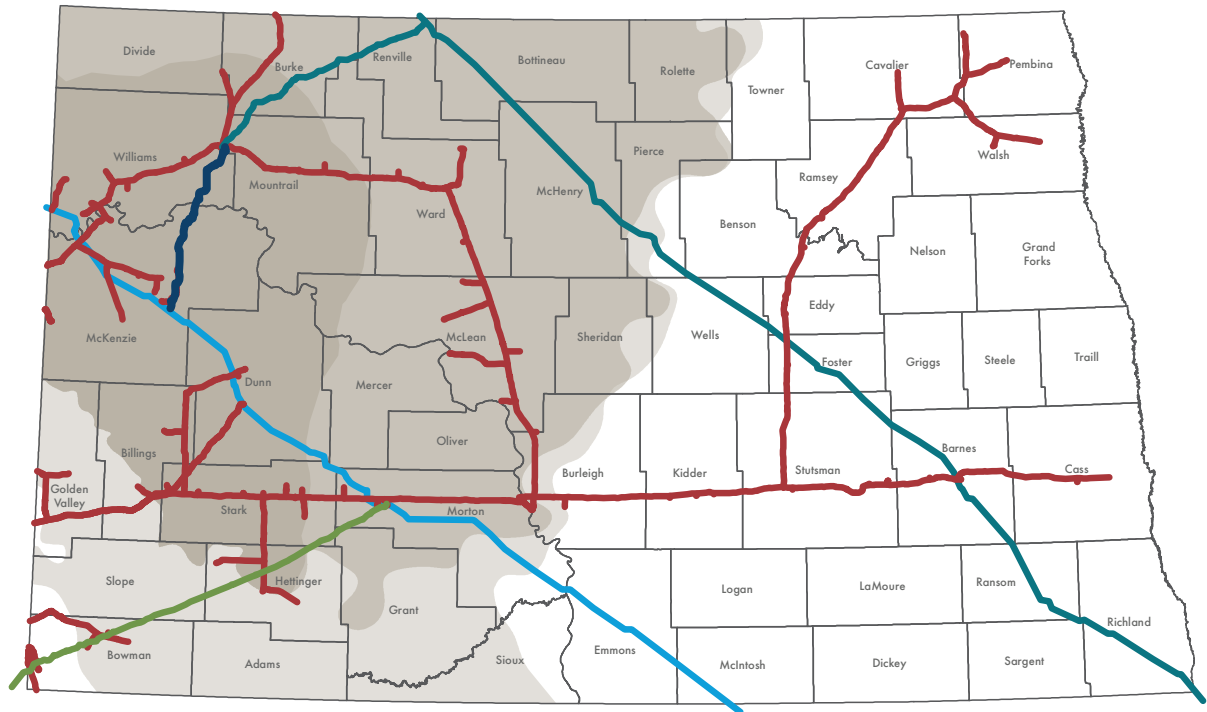 Divide
Burke
Renville
Bottineau
Rolette
Towner
Cavalier
Pembina
Williams
Mountrail
Ward
McHenry
Pierce
Benson
Ramsey
Walsh
Nelson
Grand
Forks
McKenzie
Dunn
Mercer
McLean
Sheridan
Wells
Eddy
Foster
Griggs
Steele
Traill
Golden
Valley
Billings
Stark
Oliver
Morton
Burleigh
Kidder
Stutsman
Barnes
Cass
Slope
Hettinger
Grant
Logan
LaMoure
Ransom
Richland
Bowman
Adams
Sioux
Emmons
McIntosh
Dickey
Sargent